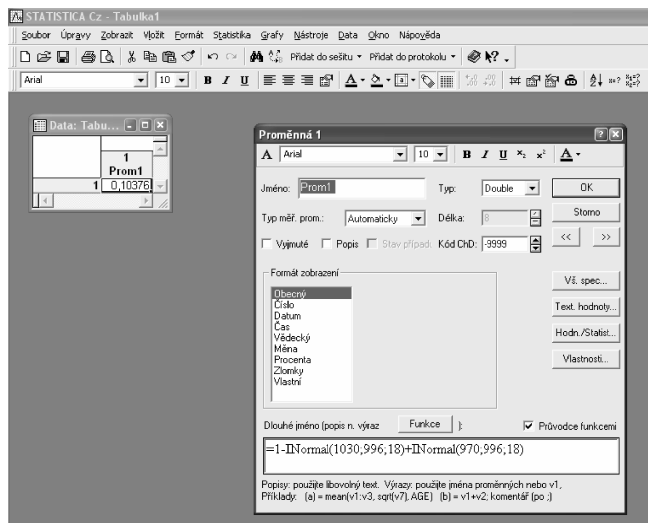 STATISTICA Cz - Tabulka1
Soubor Úpravy Zobrazit Vložit Formát Statistika Grafy Nástroje Data Okno Nápověda
Přidat do sešitu Přidat do protokolu
Arial 10 B I U
Data: Tabu...
1
Prom1
1 0,10376
Proměnná 1
A Arial 10 B I U x₂ x² A
Jméno: Prom1 Typ: Double OK
Typ měř. prom.: Automaticky Délka: 8 Storno
Vyjmuté Popis Stav případu Kód ChD: -9999 << >>
Formát zobrazení
Obecný
Číslo
Datum
Čas
Vědecký
Měna
Procenta
Zlomky
Vlastní
Vš. spec...
Text. hodnoty...
Hodn./Statist...
Vlastnosti...
Dlouhé jméno (popis n. výraz Funkce ): Průvodce funkcemi
=1-INormal(1030;996;18)+INormal(970;996;18)
Popisy: použijte libovolný text. Výrazy: použijte jména proměnných nebo v1,
Příklady: (a) = mean(v1:v3, sqrt(v7), AGE) (b) = v1+v2; komentář (po ;)